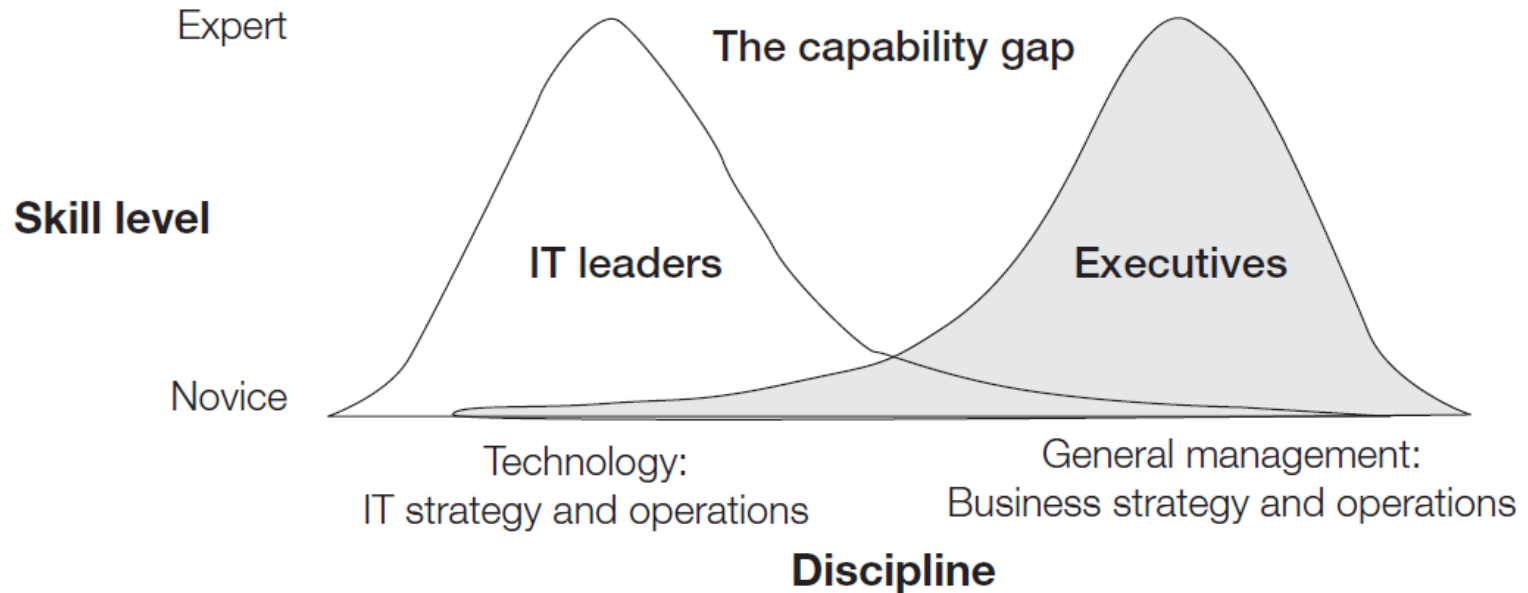 Expert
The capability gap
Skill level
IT leaders
Executives
Novice
Technology:
IT strategy and operations
General management:
Business strategy and operations
Discipline